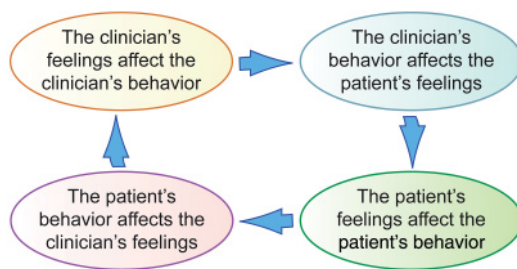 The clinician’s
feelings affect the
clinician’s behavior
The clinician’s
behavior affects the
patient’s feelings
The patient’s
behavior affects the
clinician’s feelings
The patient’s
feelings affect the
patient’s behavior